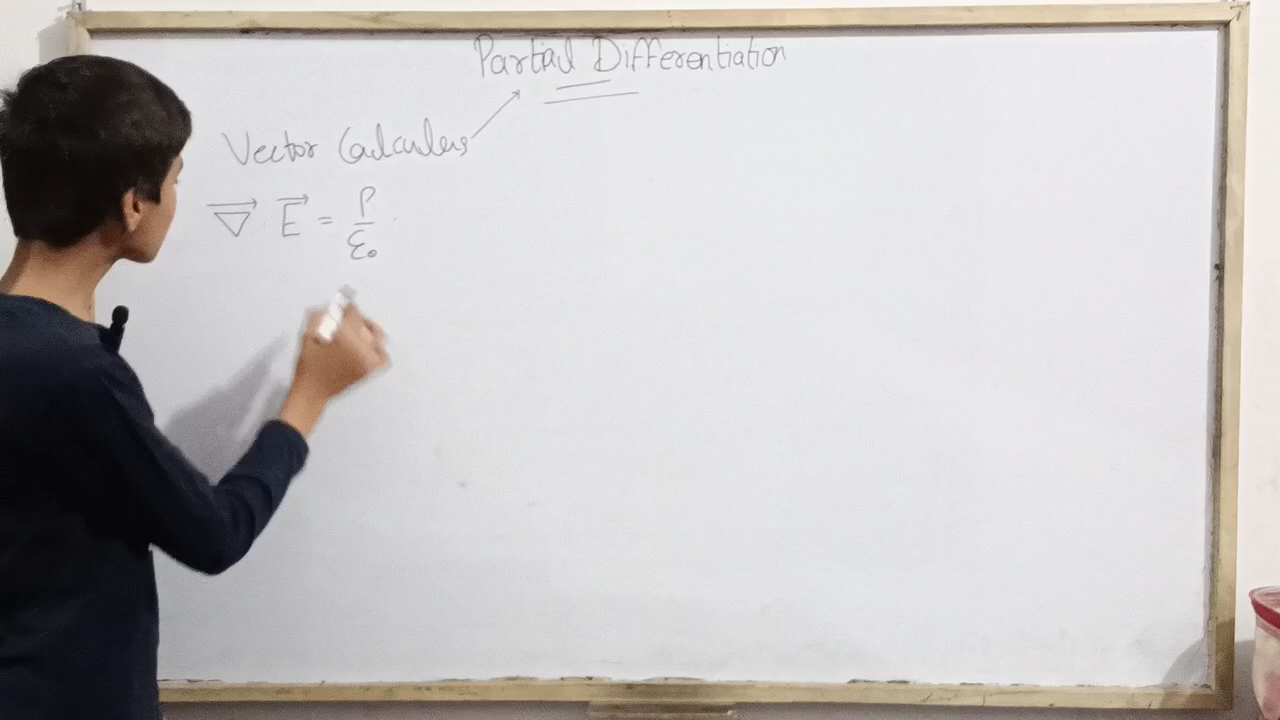 Partial Differentiation
Vector Calculus
∇⃗ · E⃗ = ρ/ε₀